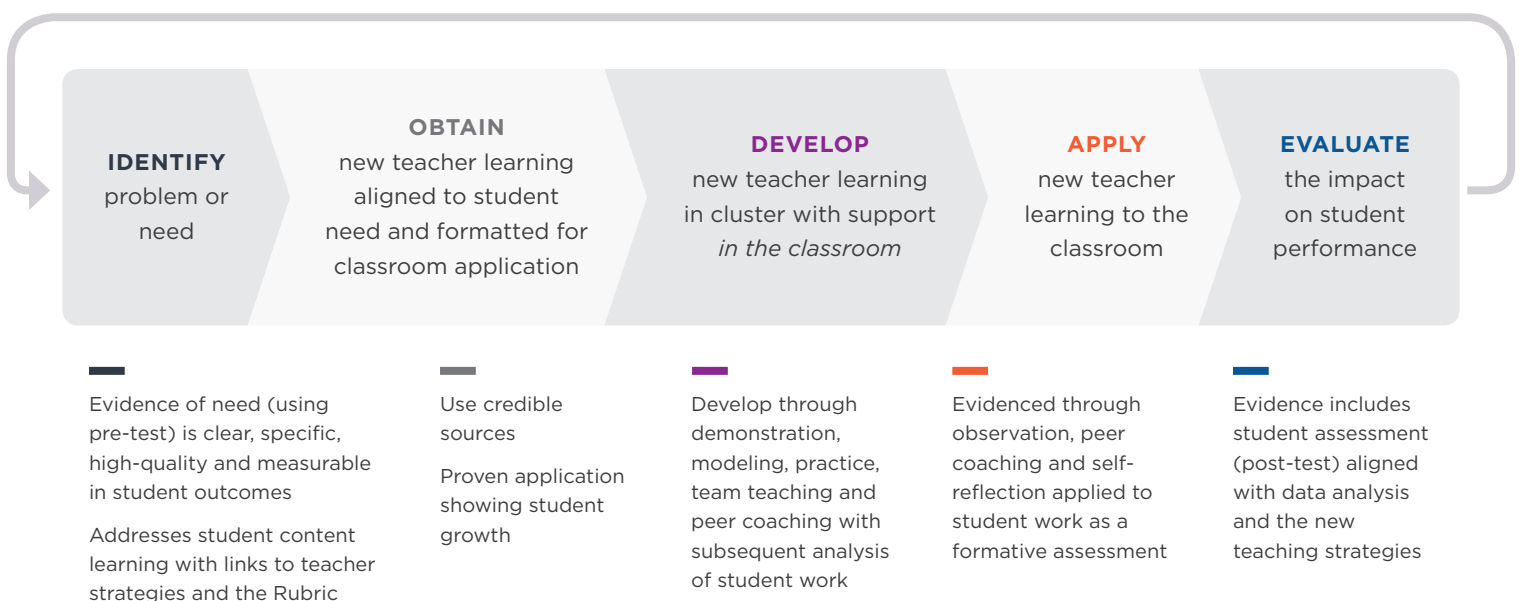 IDENTIFY
problem or
need
OBTAIN
new teacher learning
aligned to student
need and formatted for
classroom application
DEVELOP
new teacher learning
in cluster with support
in the classroom
APPLY
new teacher
learning to the
classroom
EVALUATE
the impact
on student
performance
Evidence of need (using
pre-test) is clear, specific,
high-quality and measurable
in student outcomes
Addresses student content
learning with links to teacher
strategies and the Rubric
Use credible
sources
Proven application
showing student
growth
Develop through
demonstration,
modeling, practice,
team teaching and
peer coaching with
subsequent analysis
of student work
Evidenced through
observation, peer
coaching and self-
reflection applied to
student work as a
formative assessment
Evidence includes
student assessment
(post-test) aligned
with data analysis
and the new
teaching strategies